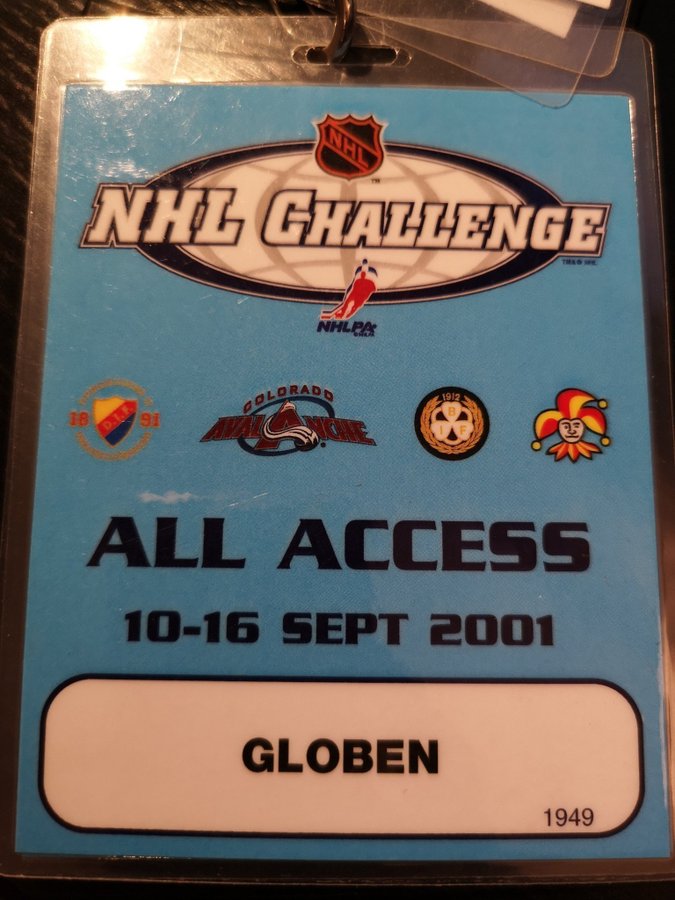 NHL
NHL CHALLENGE
NHLPA
18 D.I.F. 91
COLORADO
AVALANCHE
1912
B
I F
ALL ACCESS
10-16 SEPT 2001
GLOBEN
1949